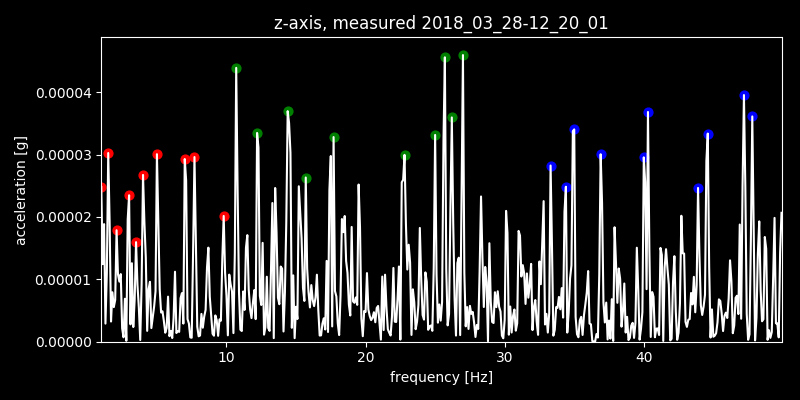 z-axis, measured 2018_03_28-12_20_01
acceleration [g]
0.00004
0.00003
0.00002
0.00001
0.00000
10 20 30 40
frequency [Hz]